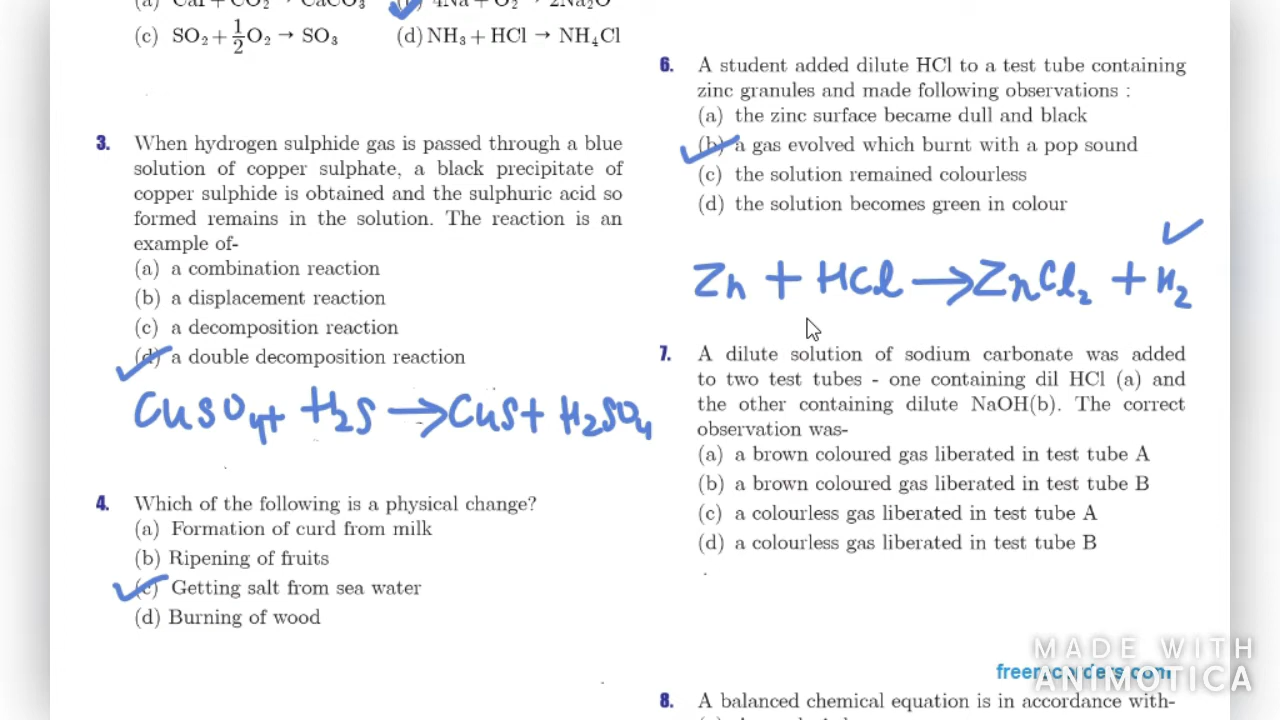 (a) CaI + CO₂ → CaCO₃ (b) 4Na + O₂ → 2Na₂O
(c) SO₂ + 1/2 O₂ → SO₃ (d) NH₃ + HCl → NH₄Cl
3. When hydrogen sulphide gas is passed through a blue
solution of copper sulphate, a black precipitate of
copper sulphide is obtained and the sulphuric acid so
formed remains in the solution. The reaction is an
example of-
(a) a combination reaction
(b) a displacement reaction
(c) a decomposition reaction
(d) a double decomposition reaction
CuSO₄ + H₂S → CuS + H₂SO₄
4. Which of the following is a physical change?
(a) Formation of curd from milk
(b) Ripening of fruits
(c) Getting salt from sea water
(d) Burning of wood
6. A student added dilute HCl to a test tube containing
zinc granules and made following observations :
(a) the zinc surface became dull and black
(b) a gas evolved which burnt with a pop sound
(c) the solution remained colourless
(d) the solution becomes green in colour
Zn + HCl → ZnCl₂ + H₂
7. A dilute solution of sodium carbonate was added
to two test tubes - one containing dil HCl (a) and
the other containing dilute NaOH(b). The correct
observation was-
(a) a brown coloured gas liberated in test tube A
(b) a brown coloured gas liberated in test tube B
(c) a colourless gas liberated in test tube A
(d) a colourless gas liberated in test tube B
8. A balanced chemical equation is in accordance with-
MADE WITH
ANIMOTICA